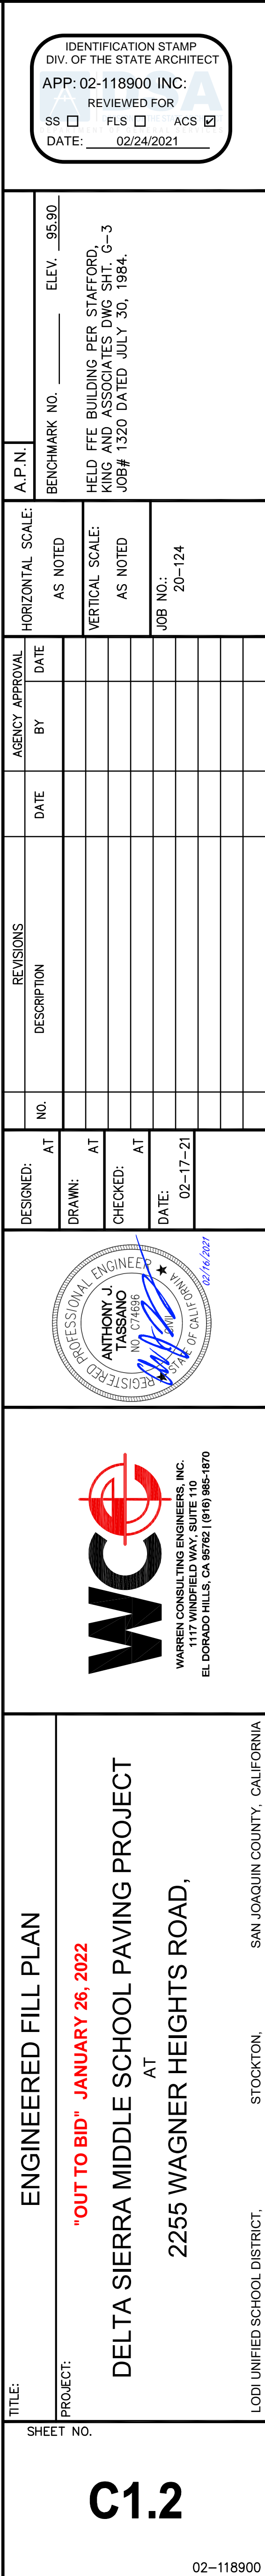 IDENTIFICATION STAMP
DIV. OF THE STATE ARCHITECT
APP: 02-118900 INC:
REVIEWED FOR
SS ☐ FLS ☐ ACS ☑
DATE: 02/24/2021
A.P.N.
BENCHMARK NO. ELEV. 95.90
HELD FFE BUILDING PER STAFFORD,
KING AND ASSOCIATES DWG SHT. G-3
JOB# 1320 DATED JULY 30, 1984.
HORIZONTAL SCALE:
AS NOTED
VERTICAL SCALE:
AS NOTED
JOB NO.:
20-124
REVISIONS AGENCY APPROVAL
NO. DESCRIPTION DATE BY DATE
DESIGNED: AT
DRAWN: AT
CHECKED: AT
DATE:
02-17-21
REGISTERED PROFESSIONAL ENGINEER
ANTHONY J.
TASSANO
NO. C74696
CIVIL
STATE OF CALIFORNIA
02/16/2021
WCE
WARREN CONSULTING ENGINEERS, INC.
1117 WINDFIELD WAY, SUITE 110
EL DORADO HILLS, CA 95762 | (916) 985-1870
TITLE:
ENGINEERED FILL PLAN
PROJECT:
"OUT TO BID" JANUARY 26, 2022
DELTA SIERRA MIDDLE SCHOOL PAVING PROJECT
AT
2255 WAGNER HEIGHTS ROAD,
LODI UNIFIED SCHOOL DISTRICT, STOCKTON, SAN JOAQUIN COUNTY, CALIFORNIA
SHEET NO.
C1.2
02-118900